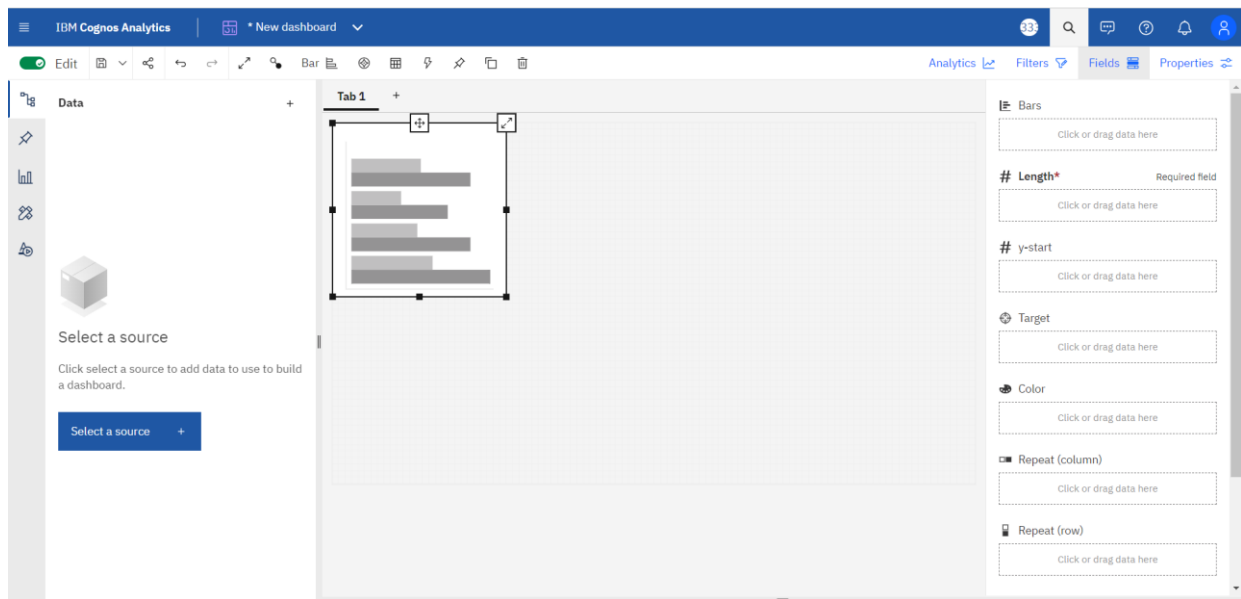 IBM Cognos Analytics
* New dashboard
Edit
Bar
Analytics
Filters
Fields
Properties
Data
+
Tab 1
+
Select a source
Click select a source to add data to use to build
a dashboard.
Select a source +
Bars
Click or drag data here
# Length*
Required field
Click or drag data here
# y-start
Click or drag data here
Target
Click or drag data here
Color
Click or drag data here
Repeat (column)
Click or drag data here
Repeat (row)
Click or drag data here